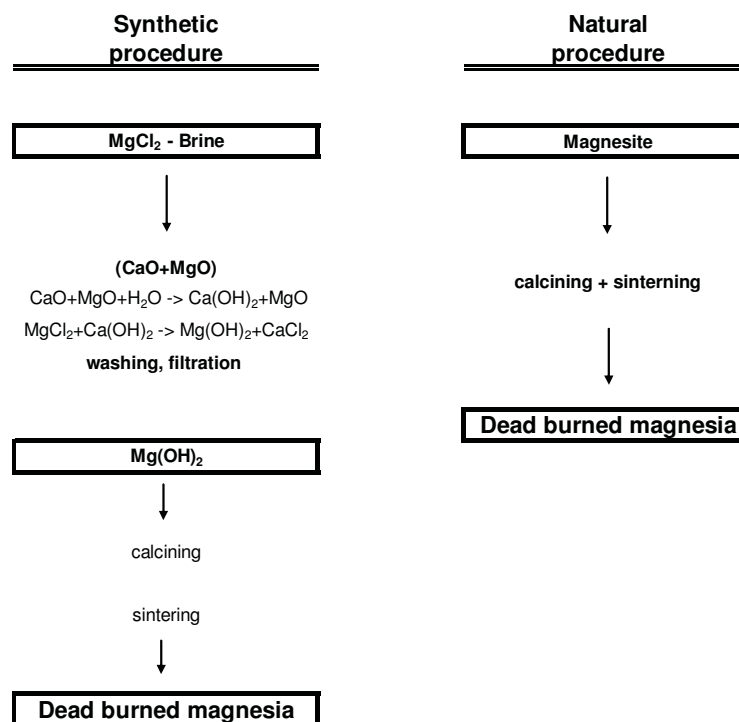 Synthetic
procedure
MgCl₂ - Brine
(CaO+MgO)
CaO+MgO+H₂O -> Ca(OH)₂+MgO
MgCl₂+Ca(OH)₂ -> Mg(OH)₂+CaCl₂
washing, filtration
Mg(OH)₂
calcining
sintering
Dead burned magnesia
Natural
procedure
Magnesite
calcining + sinterning
Dead burned magnesia